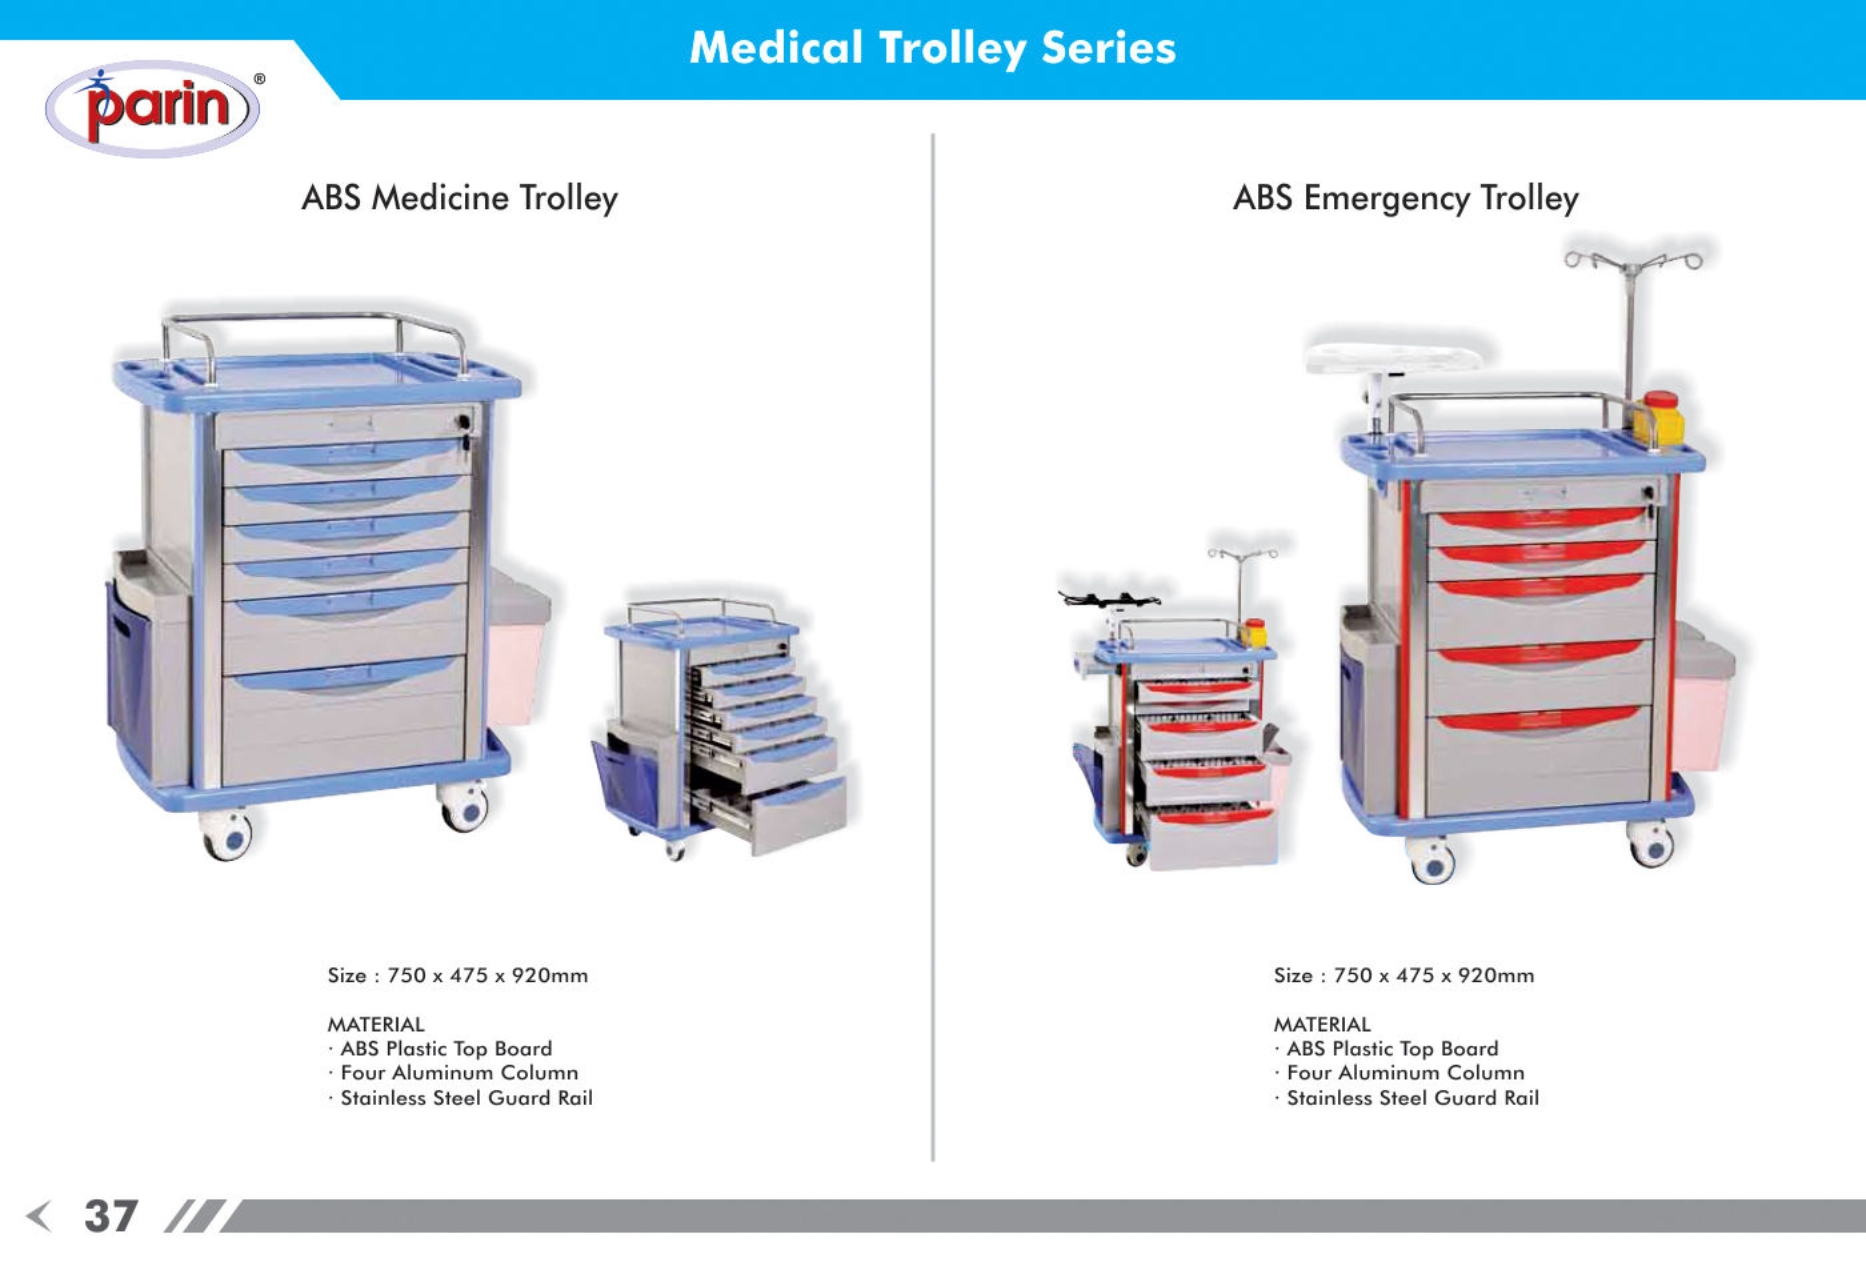 Medical Trolley Series
parin®
ABS Medicine Trolley
Size : 750 x 475 x 920mm
MATERIAL
· ABS Plastic Top Board
· Four Aluminum Column
· Stainless Steel Guard Rail
ABS Emergency Trolley
Size : 750 x 475 x 920mm
MATERIAL
· ABS Plastic Top Board
· Four Aluminum Column
· Stainless Steel Guard Rail
37